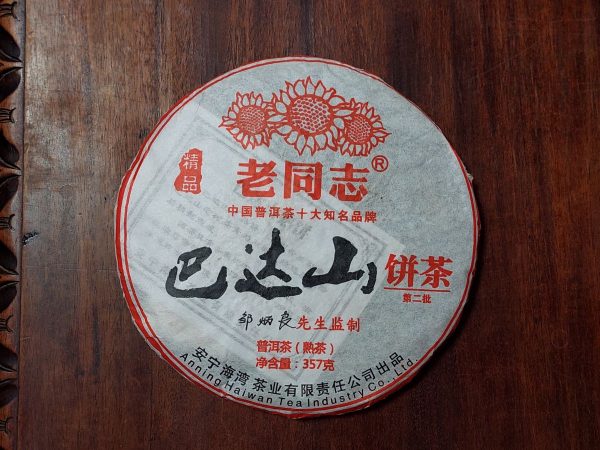 精品
老同志®
中国普洱茶十大知名品牌
巴达山饼茶
第二批
邹炳良先生监制
普洱茶（熟茶）
净含量：357克
安宁海湾茶业有限责任公司出品
Anning Haiwan Tea Industry Co., Ltd.